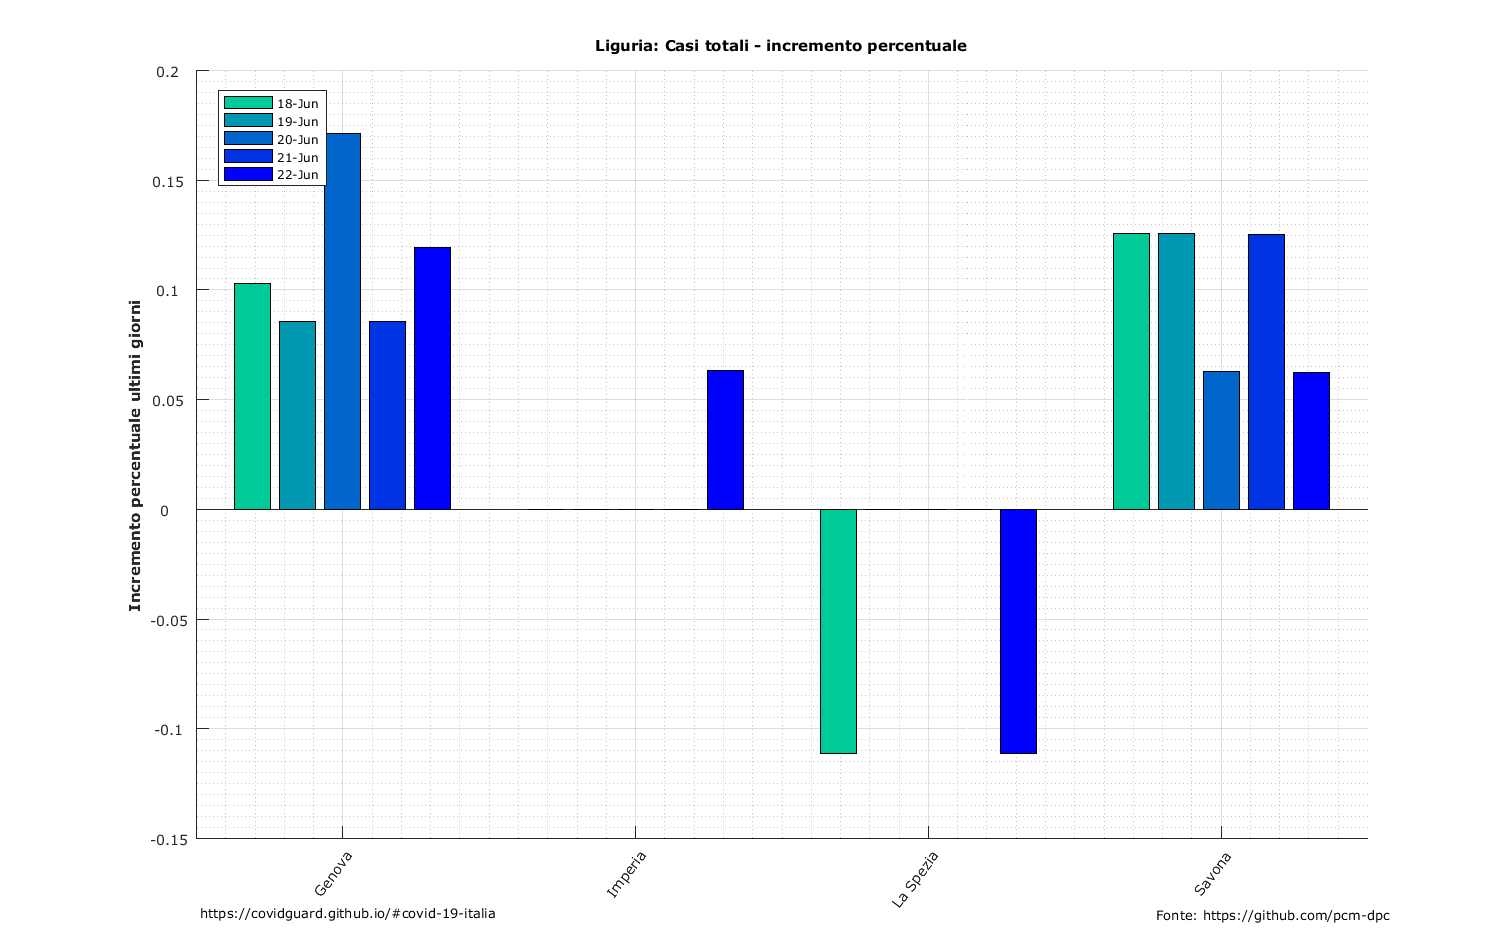 Liguria: Casi totali - incremento percentuale
0.2
0.15
0.1
0.05
0
-0.05
-0.1
-0.15
Incremento percentuale ultimi giorni
18-Jun
19-Jun
20-Jun
21-Jun
22-Jun
Genova
Imperia
La Spezia
Savona
https://covidguard.github.io/#covid-19-italia
Fonte: https://github.com/pcm-dpc